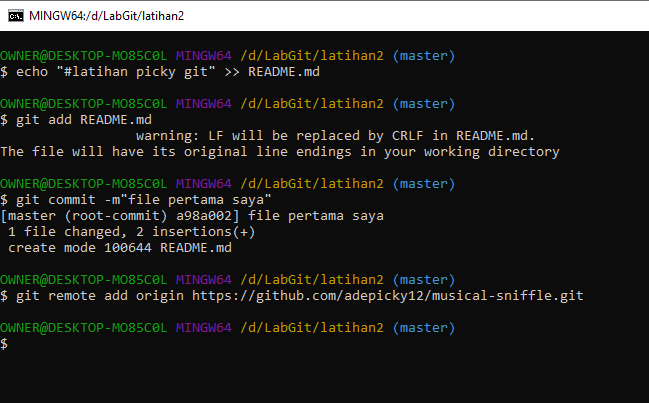 MINGW64:/d/LabGit/latihan2
OWNER@DESKTOP-MO85C0L MINGW64 /d/LabGit/latihan2 (master)
$ echo "#latihan picky git" >> README.md
OWNER@DESKTOP-MO85C0L MINGW64 /d/LabGit/latihan2 (master)
$ git add README.md
warning: LF will be replaced by CRLF in README.md.
The file will have its original line endings in your working directory
OWNER@DESKTOP-MO85C0L MINGW64 /d/LabGit/latihan2 (master)
$ git commit -m"file pertama saya"
[master (root-commit) a98a002] file pertama saya
1 file changed, 2 insertions(+)
create mode 100644 README.md
OWNER@DESKTOP-MO85C0L MINGW64 /d/LabGit/latihan2 (master)
$ git remote add origin https://github.com/adepicky12/musical-sniffle.git
OWNER@DESKTOP-MO85C0L MINGW64 /d/LabGit/latihan2 (master)
$